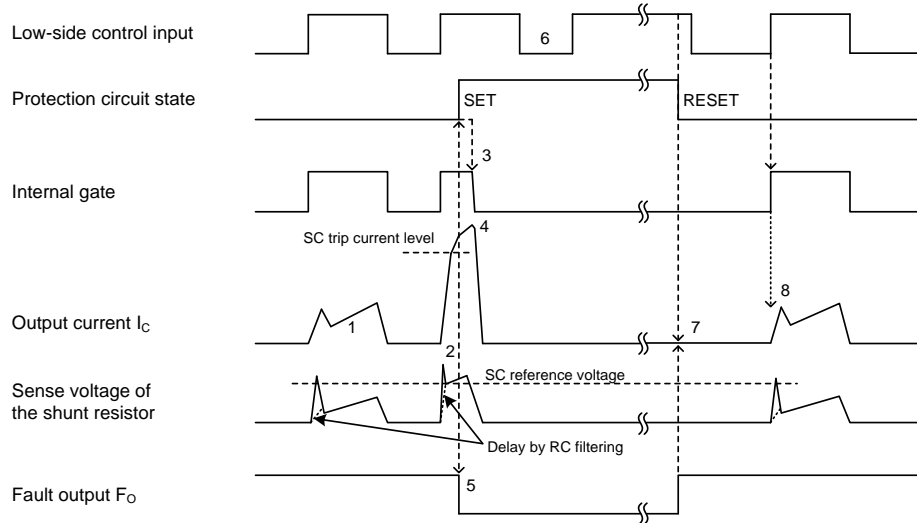 Low-side control input
6
Protection circuit state
SET
RESET
3
Internal gate
4
SC trip current level
8
Output current IC
1
7
2
SC reference voltage
Sense voltage of
the shunt resistor
Delay by RC filtering
5
Fault output FO